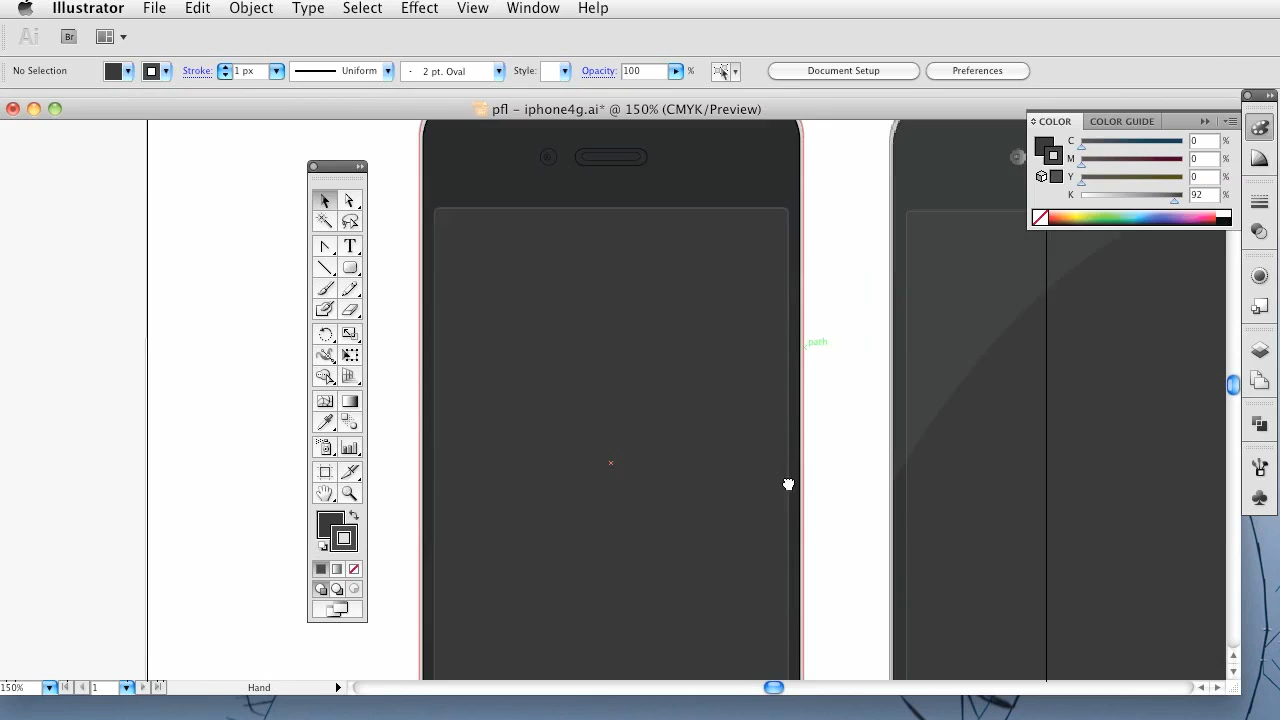 Illustrator File Edit Object Type Select Effect View Window Help
Ai Br
No Selection Stroke: 1 px Uniform 2 pt. Oval Style: Opacity: 100 % Document Setup Preferences
pfl - iphone4g.ai* @ 150% (CMYK/Preview)
COLOR COLOR GUIDE
C 0 %
M 0 %
Y 0 %
K 92 %
T
path
150% 1 Hand